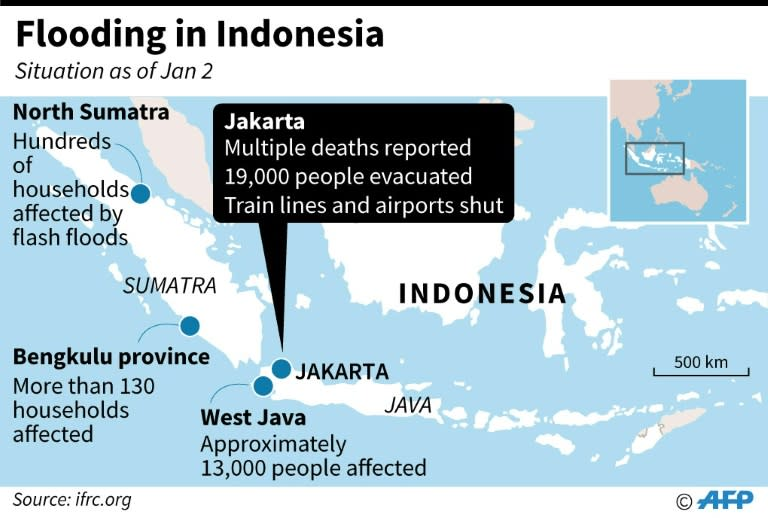 Flooding in Indonesia
Situation as of Jan 2
North Sumatra
Hundreds
of
households
affected by
flash floods
Jakarta
Multiple deaths reported
19,000 people evacuated
Train lines and airports shut
SUMATRA
INDONESIA
Bengkulu province
More than 130
households
affected
JAKARTA
500 km
JAVA
West Java
Approximately
13,000 people affected
Source: ifrc.org
© AFP